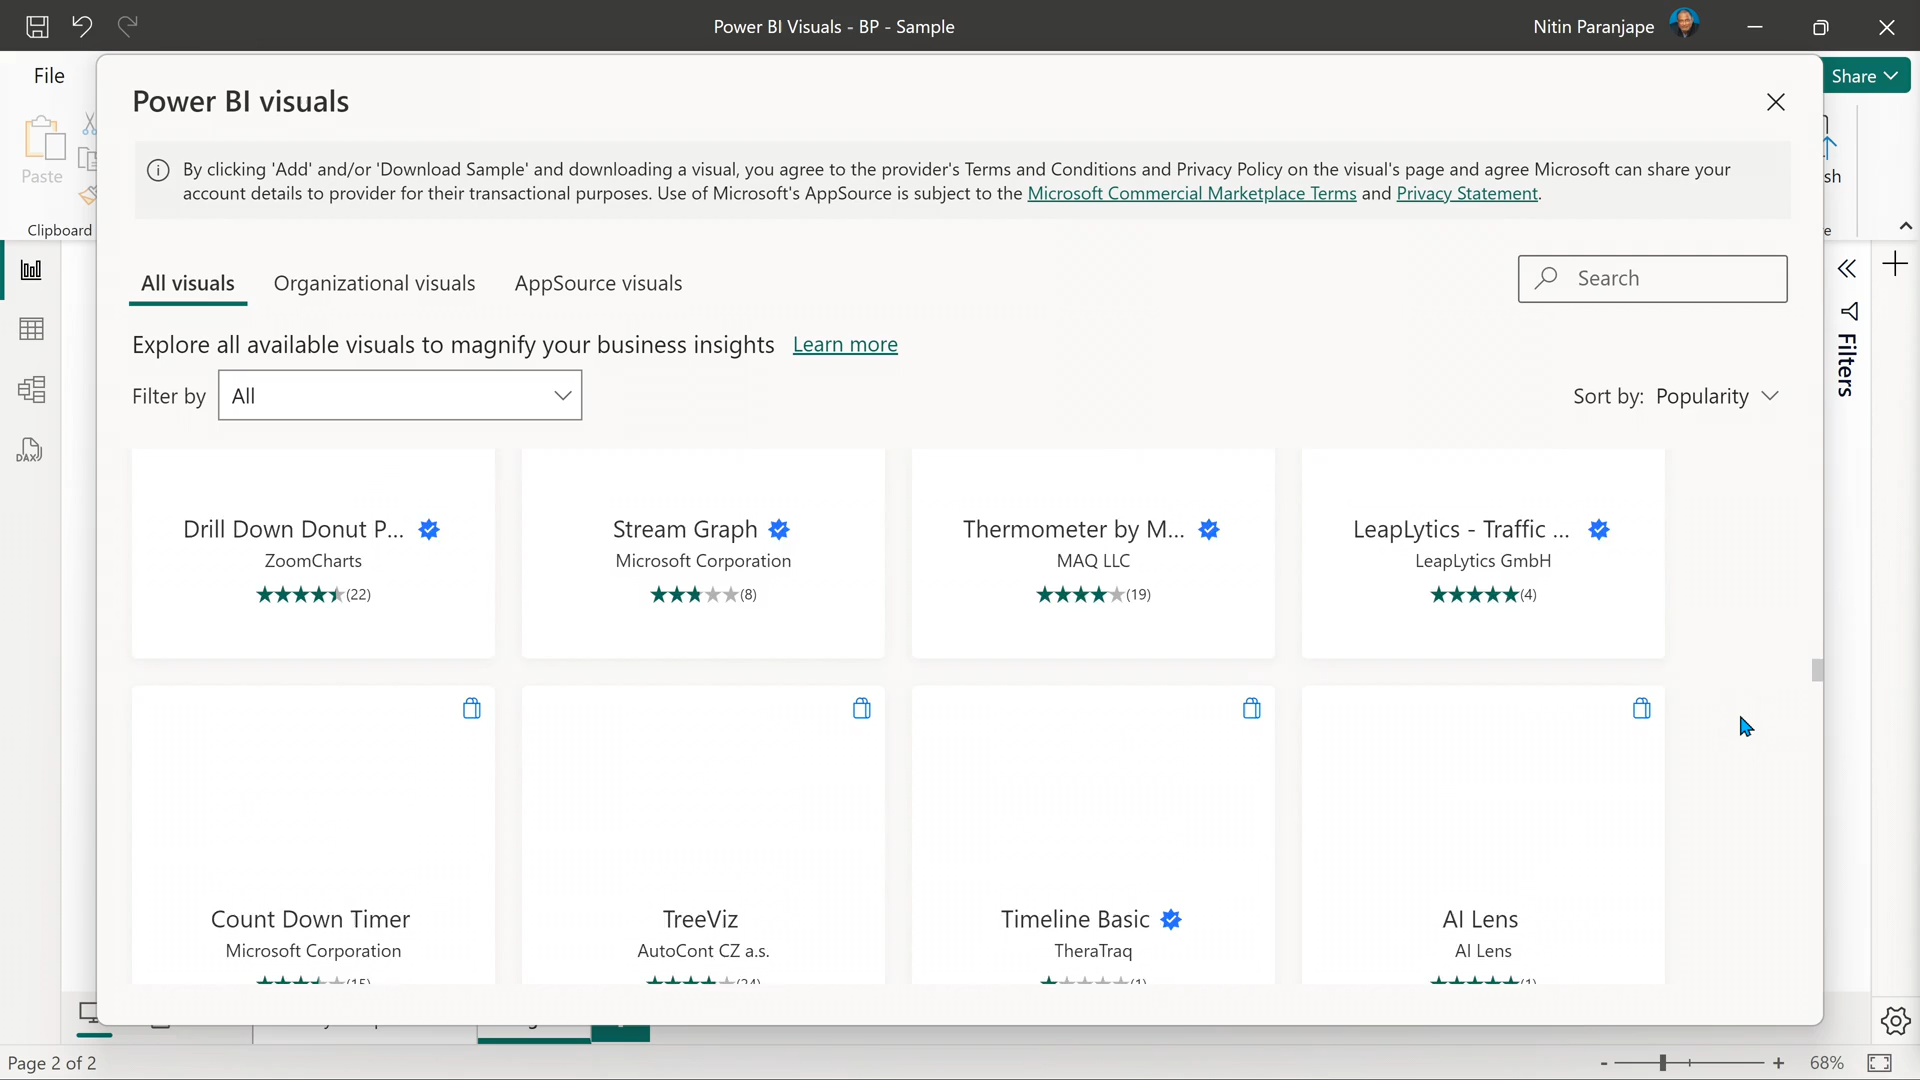 Power BI Visuals - BP - Sample
Nitin Paranjape
File
Share
Power BI visuals
Paste
By clicking 'Add' and/or 'Download Sample' and downloading a visual, you agree to the provider's Terms and Conditions and Privacy Policy on the visual's page and agree Microsoft can share your
account details to provider for their transactional purposes. Use of Microsoft's AppSource is subject to the Microsoft Commercial Marketplace Terms and Privacy Statement.
Clipboard
All visuals
Organizational visuals
AppSource visuals
Search
Explore all available visuals to magnify your business insights Learn more
Filters
Filter by
All
Sort by: Popularity
DAX
Drill Down Donut P...
ZoomCharts
(22)
Stream Graph
Microsoft Corporation
(8)
Thermometer by M...
MAQ LLC
(19)
LeapLytics - Traffic ...
LeapLytics GmbH
(4)
Count Down Timer
Microsoft Corporation
(15)
TreeViz
AutoCont CZ a.s.
(24)
Timeline Basic
TheraTraq
(1)
AI Lens
AI Lens
(1)
Page 2 of 2
68%